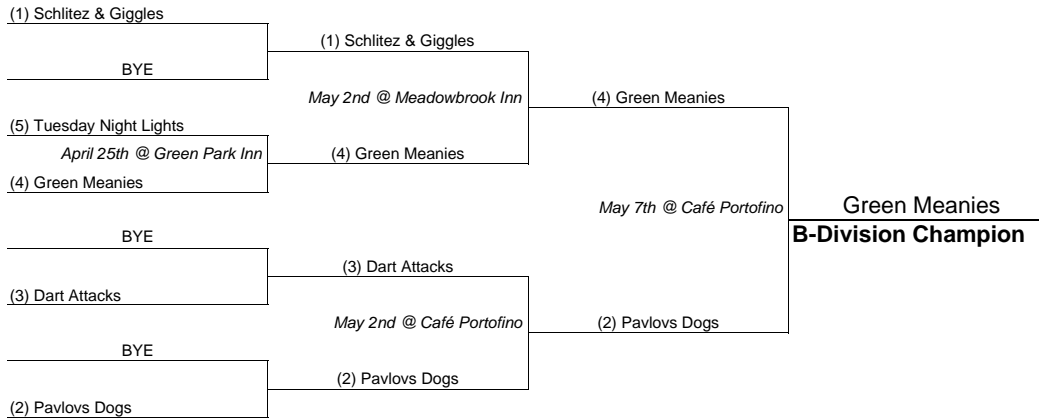 (1) Schlitez & Giggles
(1) Schlitez & Giggles
BYE
May 2nd @ Meadowbrook Inn
(4) Green Meanies
(5) Tuesday Night Lights
April 25th @ Green Park Inn
(4) Green Meanies
(4) Green Meanies
May 7th @ Café Portofino
Green Meanies
BYE
B-Division Champion
(3) Dart Attacks
(3) Dart Attacks
May 2nd @ Café Portofino
(2) Pavlovs Dogs
BYE
(2) Pavlovs Dogs
(2) Pavlovs Dogs